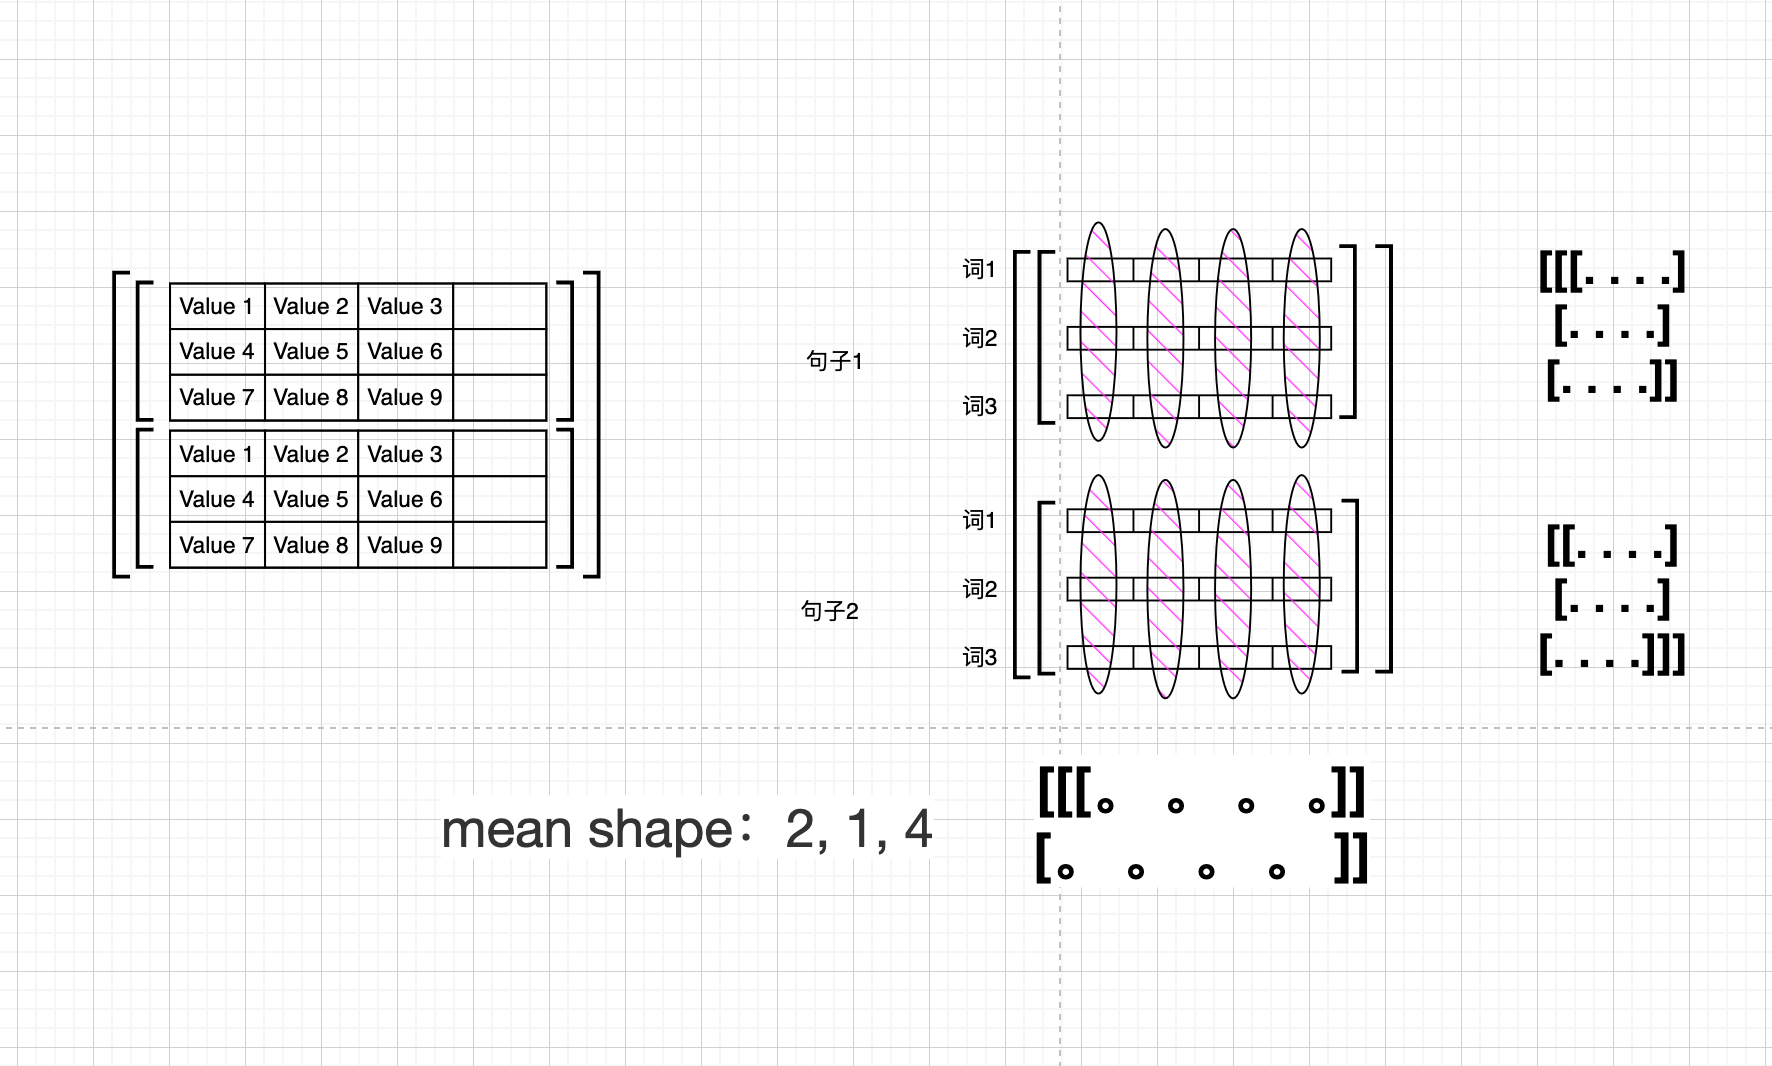 Value 1 Value 2 Value 3
Value 4 Value 5 Value 6
Value 7 Value 8 Value 9
Value 1 Value 2 Value 3
Value 4 Value 5 Value 6
Value 7 Value 8 Value 9
句子1
词1
词2
词3
句子2
词1
词2
词3
[[[. . . .]
[. . . .]
[. . . .]]
[[. . . .]
[. . . .]
[. . . .]]]
mean shape：2, 1, 4
[[[。 。 。 。]]
[。 。 。 。 ]]